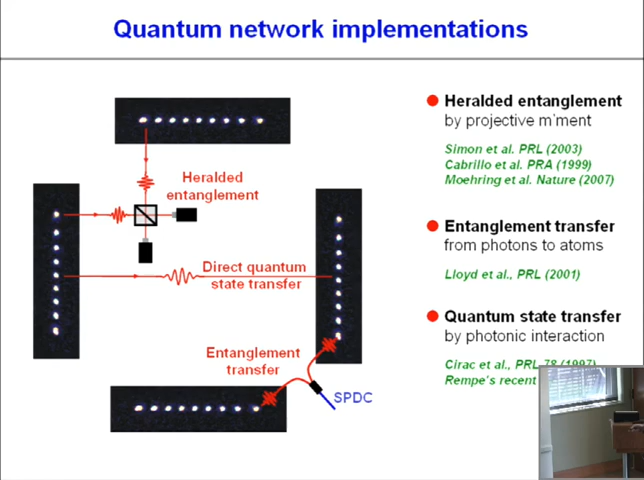 Quantum network implementations
Heralded
entanglement
Direct quantum
state transfer
Entanglement
transfer
SPDC
Heralded entanglement
by projective m'ment
Simon et al. PRL (2003)
Cabrillo et al. PRA (1999)
Moehring et al. Nature (2007)
Entanglement transfer
from photons to atoms
Lloyd et al., PRL (2001)
Quantum state transfer
by photonic interaction
Cirac et al., PRL 78 (1997)
Rempe's recent